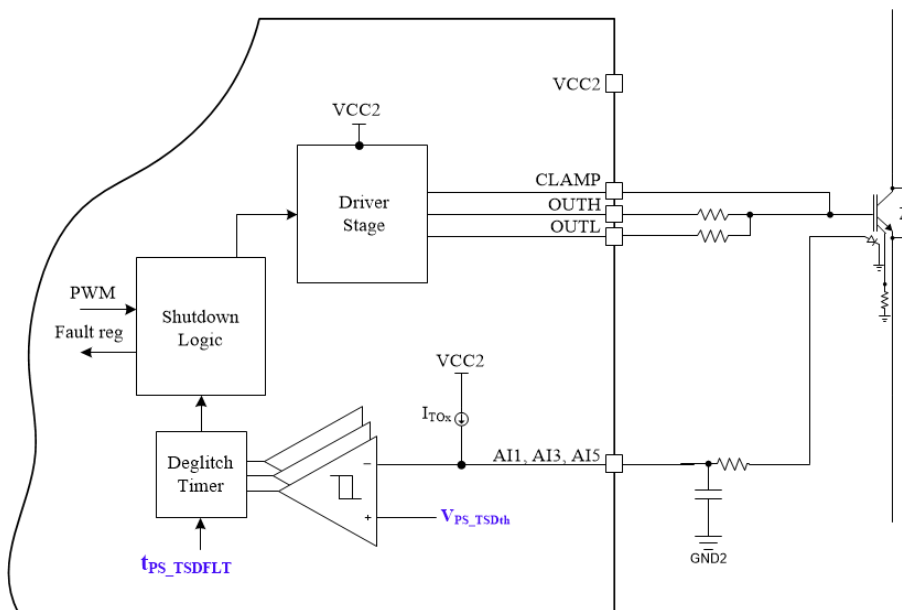 VCC2
VCC2
CLAMP
OUTH
OUTL
Driver
Stage
PWM
Fault reg
Shutdown
Logic
VCC2
ITOx
AI1, AI3, AI5
Deglitch
Timer
−
+
VPS_TSDth
tPS_TSDFLT
GND2